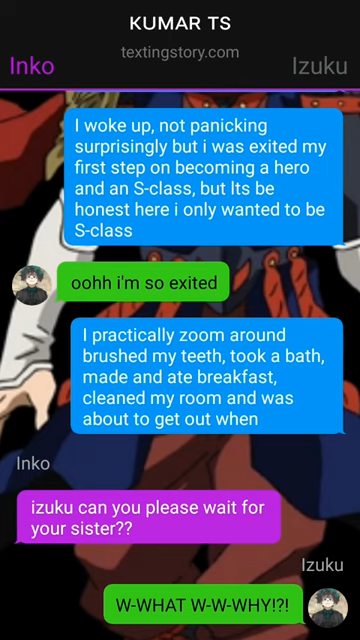 KUMAR TS
textingstory.com
Inko
Izuku
I woke up, not panicking
surprisingly but i was exited my
first step on becoming a hero
and an S-class, but Its be
honest here i only wanted to be
S-class
oohh i'm so exited
I practically zoom around
brushed my teeth, took a bath,
made and ate breakfast,
cleaned my room and was
about to get out when
Inko
izuku can you please wait for
your sister??
Izuku
W-WHAT W-W-WHY!?!